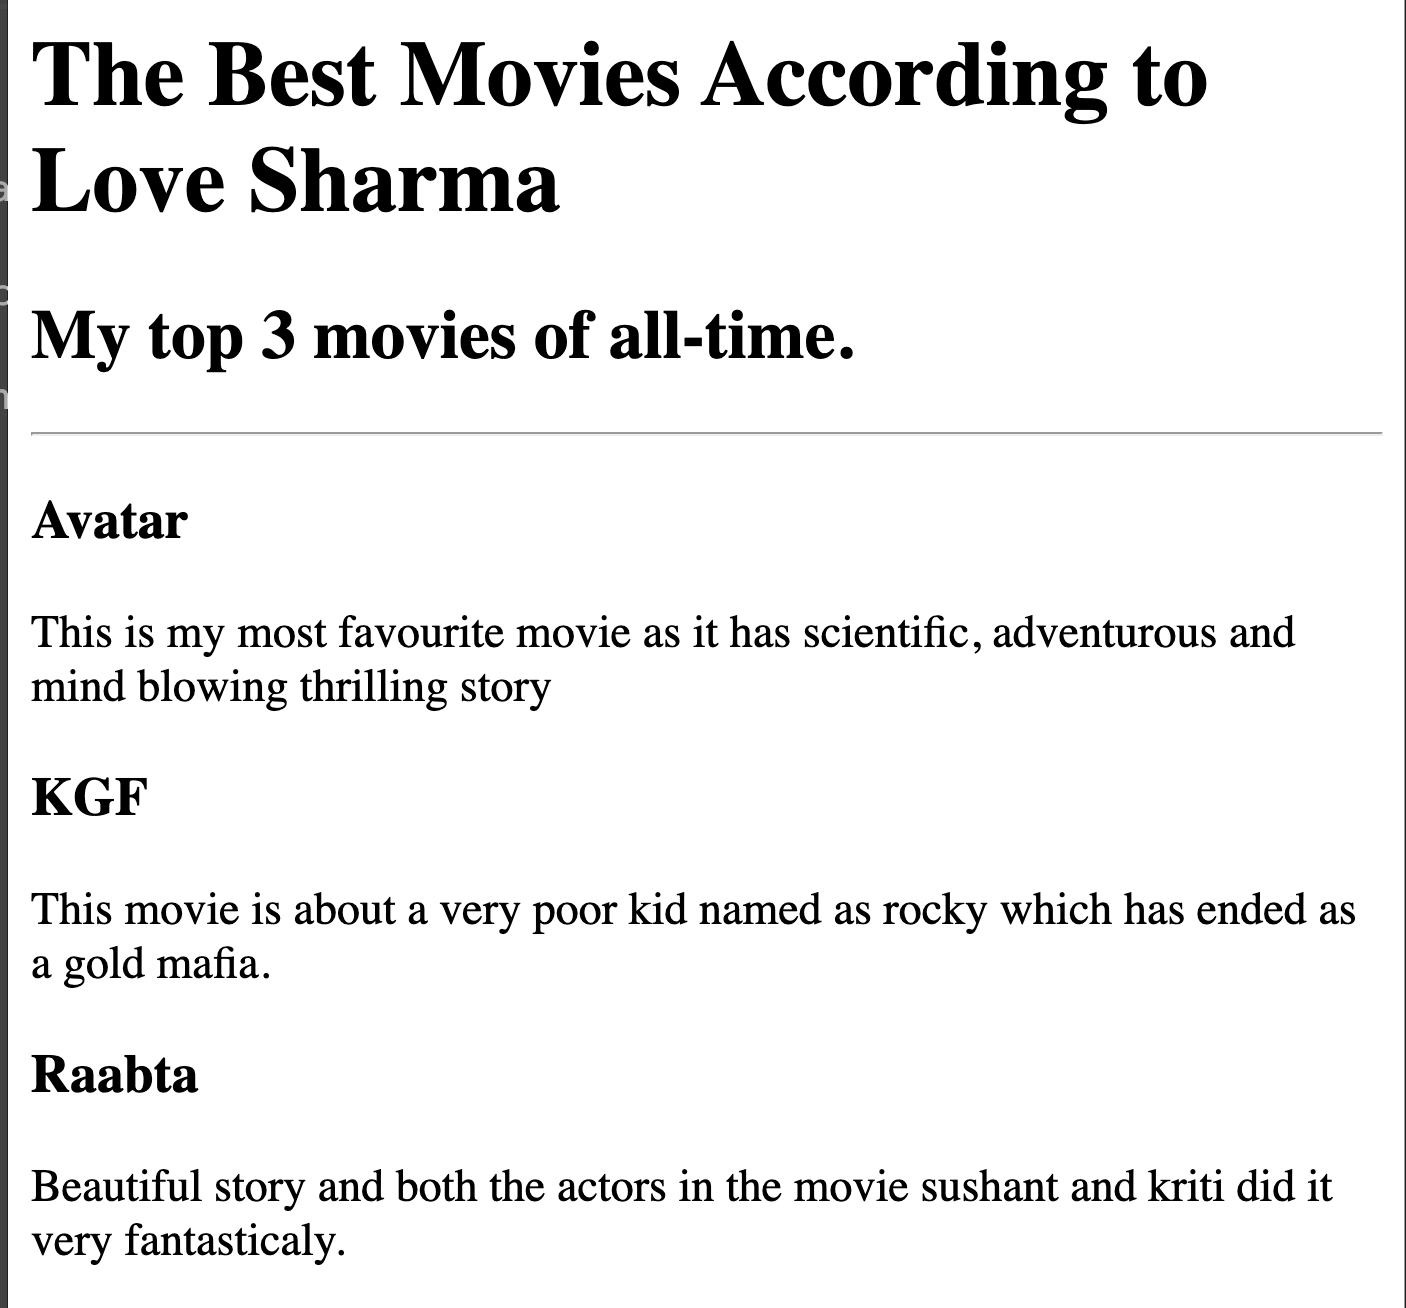 The Best Movies According to
Love Sharma
My top 3 movies of all-time.
Avatar
This is my most favourite movie as it has scientific, adventurous and
mind blowing thrilling story
KGF
This movie is about a very poor kid named as rocky which has ended as
a gold mafia.
Raabta
Beautiful story and both the actors in the movie sushant and kriti did it
very fantasticaly.